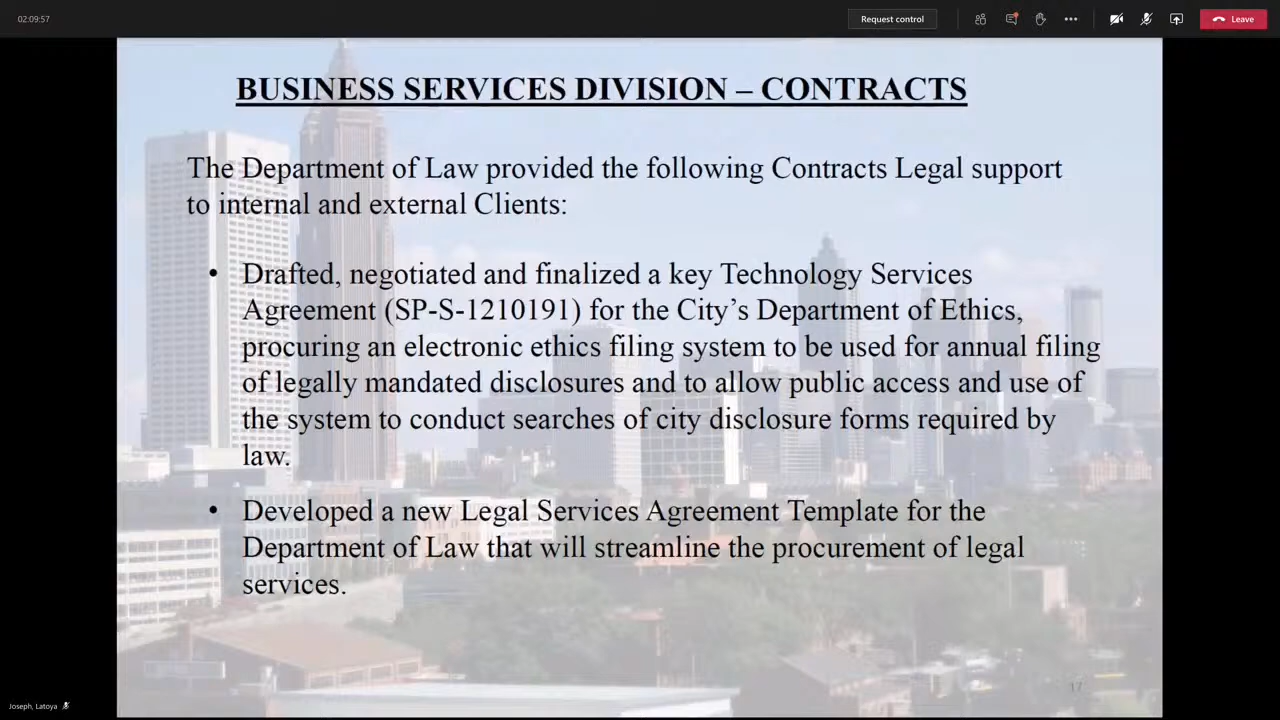 02:09:57
Request control
Leave
BUSINESS SERVICES DIVISION – CONTRACTS
The Department of Law provided the following Contracts Legal support
to internal and external Clients:
• Drafted, negotiated and finalized a key Technology Services
Agreement (SP-S-1210191) for the City’s Department of Ethics,
procuring an electronic ethics filing system to be used for annual filing
of legally mandated disclosures and to allow public access and use of
the system to conduct searches of city disclosure forms required by
law.
• Developed a new Legal Services Agreement Template for the
Department of Law that will streamline the procurement of legal
services.
17
Joseph, Latoya